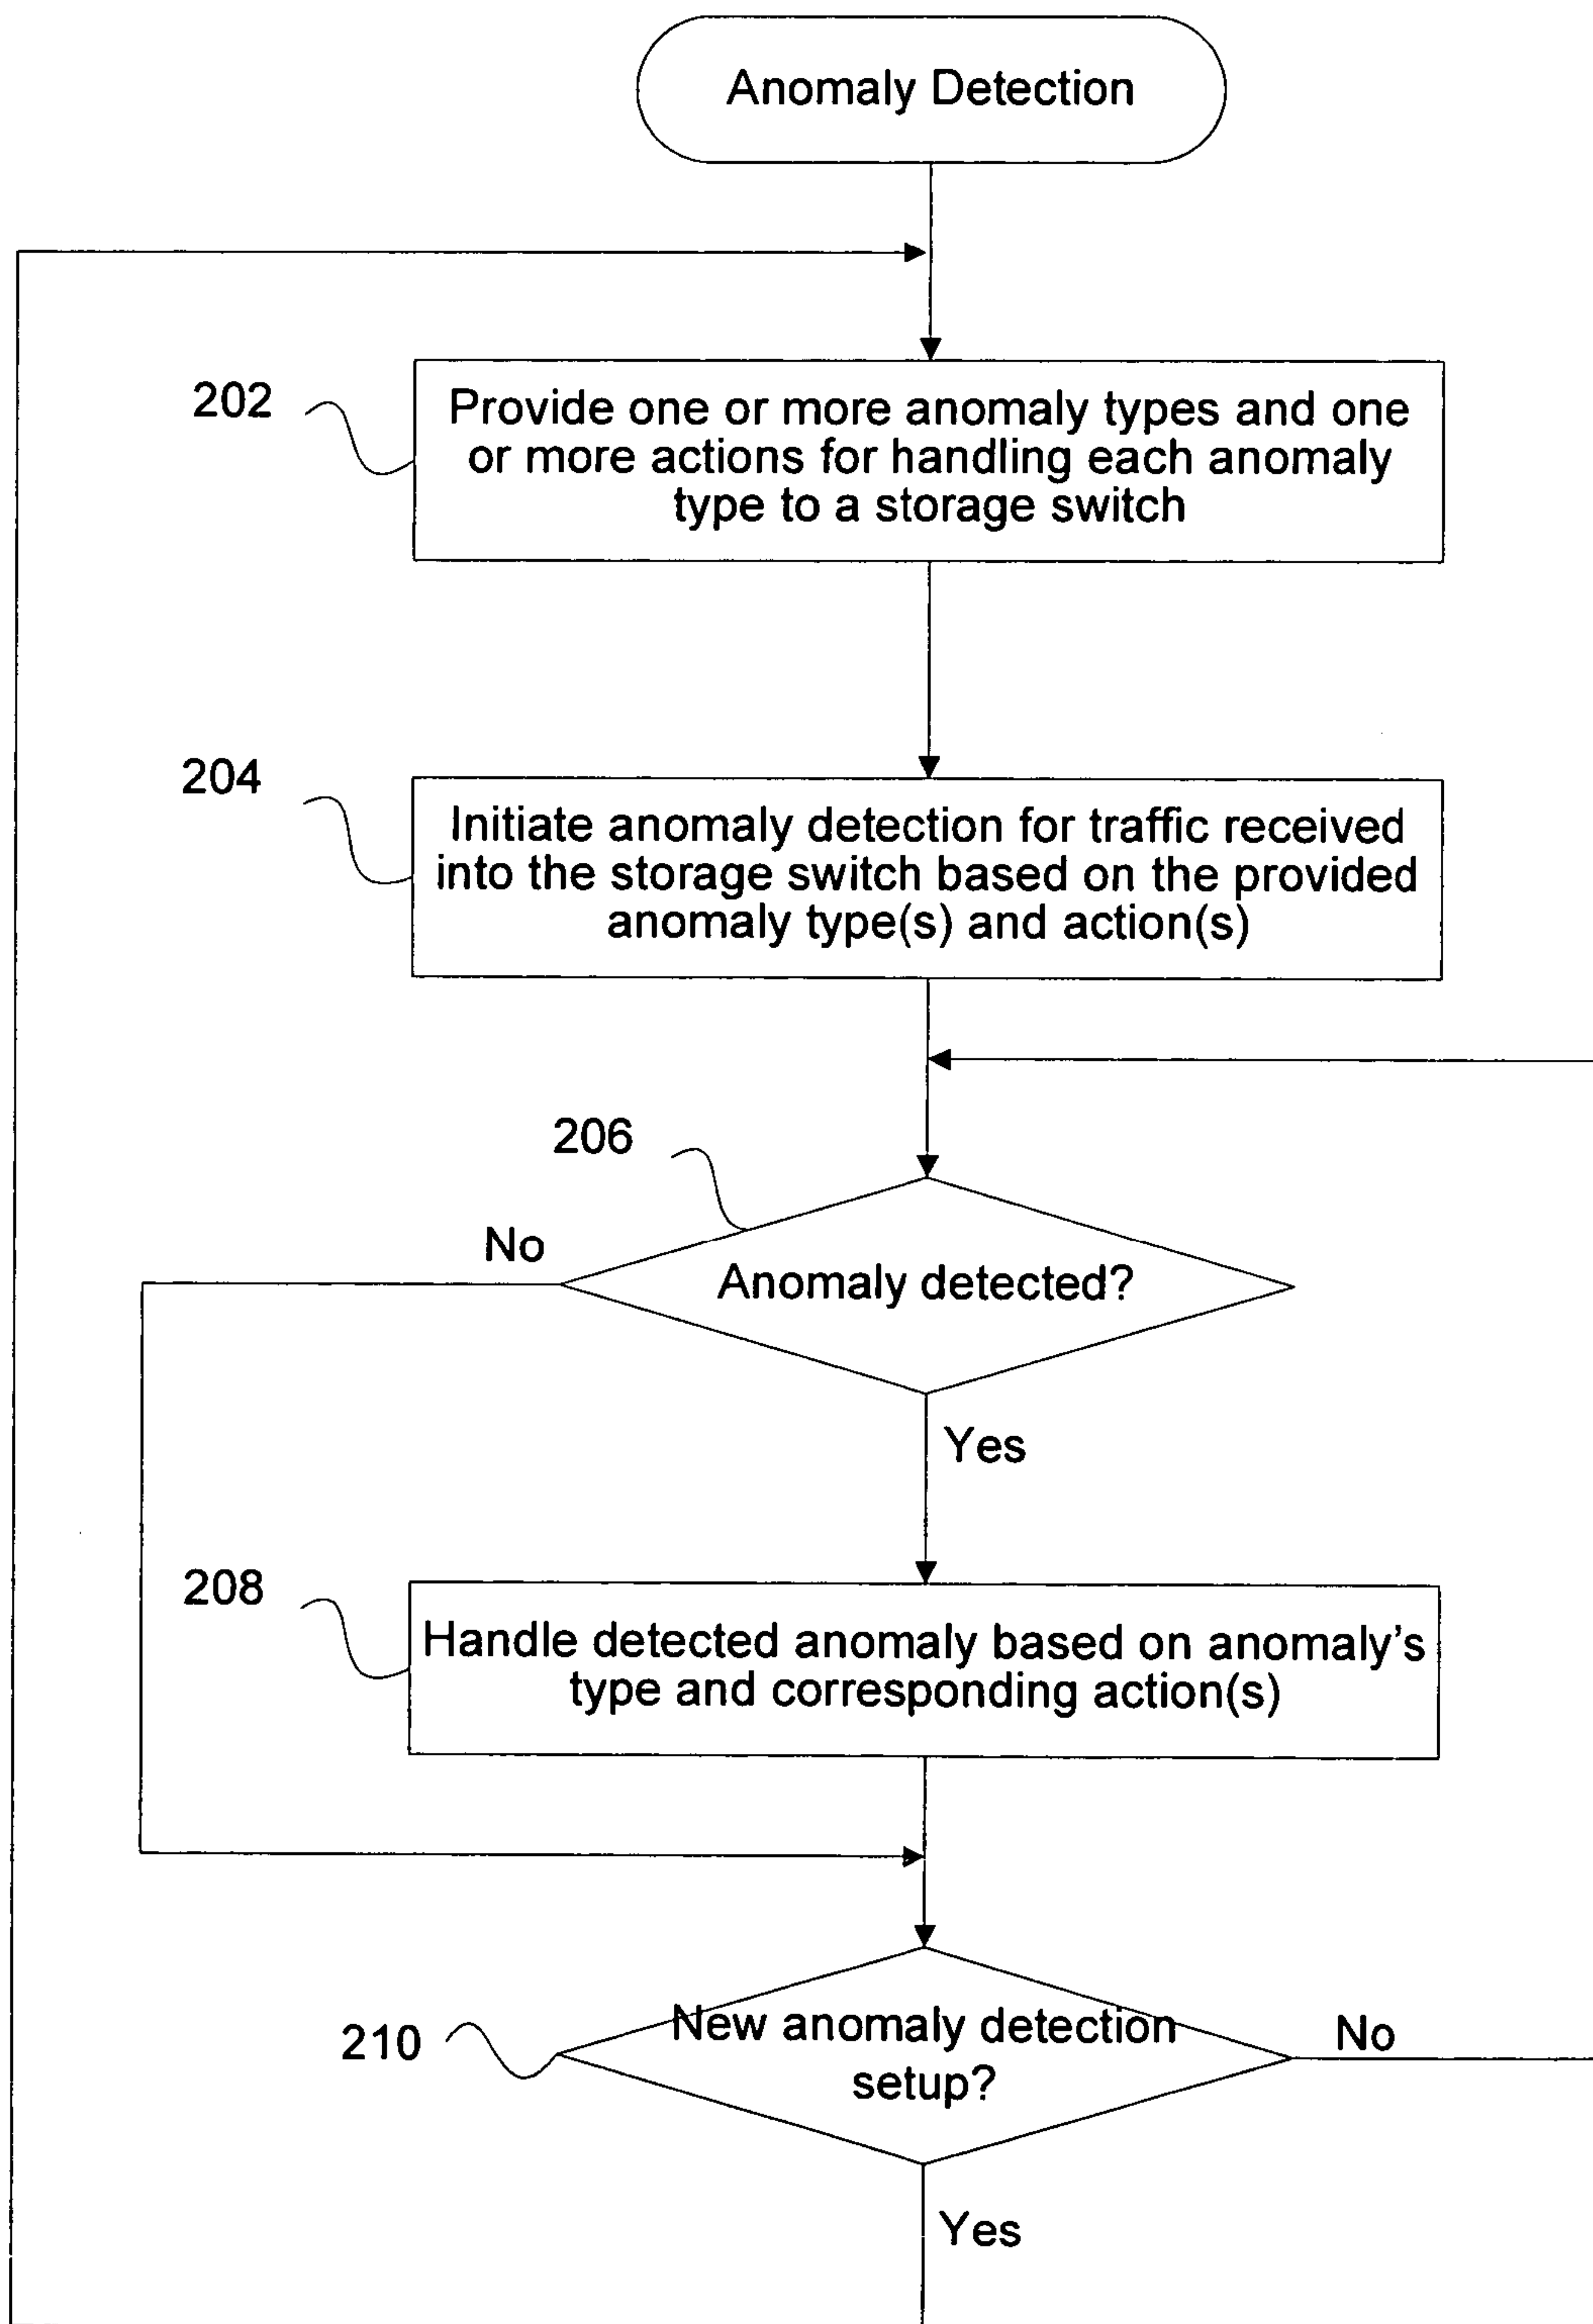 Anomaly Detection
202
Provide one or more anomaly types and one
or more actions for handling each anomaly
type to a storage switch
204
Initiate anomaly detection for traffic received
into the storage switch based on the provided
anomaly type(s) and action(s)
206
No
Anomaly detected?
Yes
208
Handle detected anomaly based on anomaly's
type and corresponding action(s)
210
New anomaly detection
setup?
No
Yes